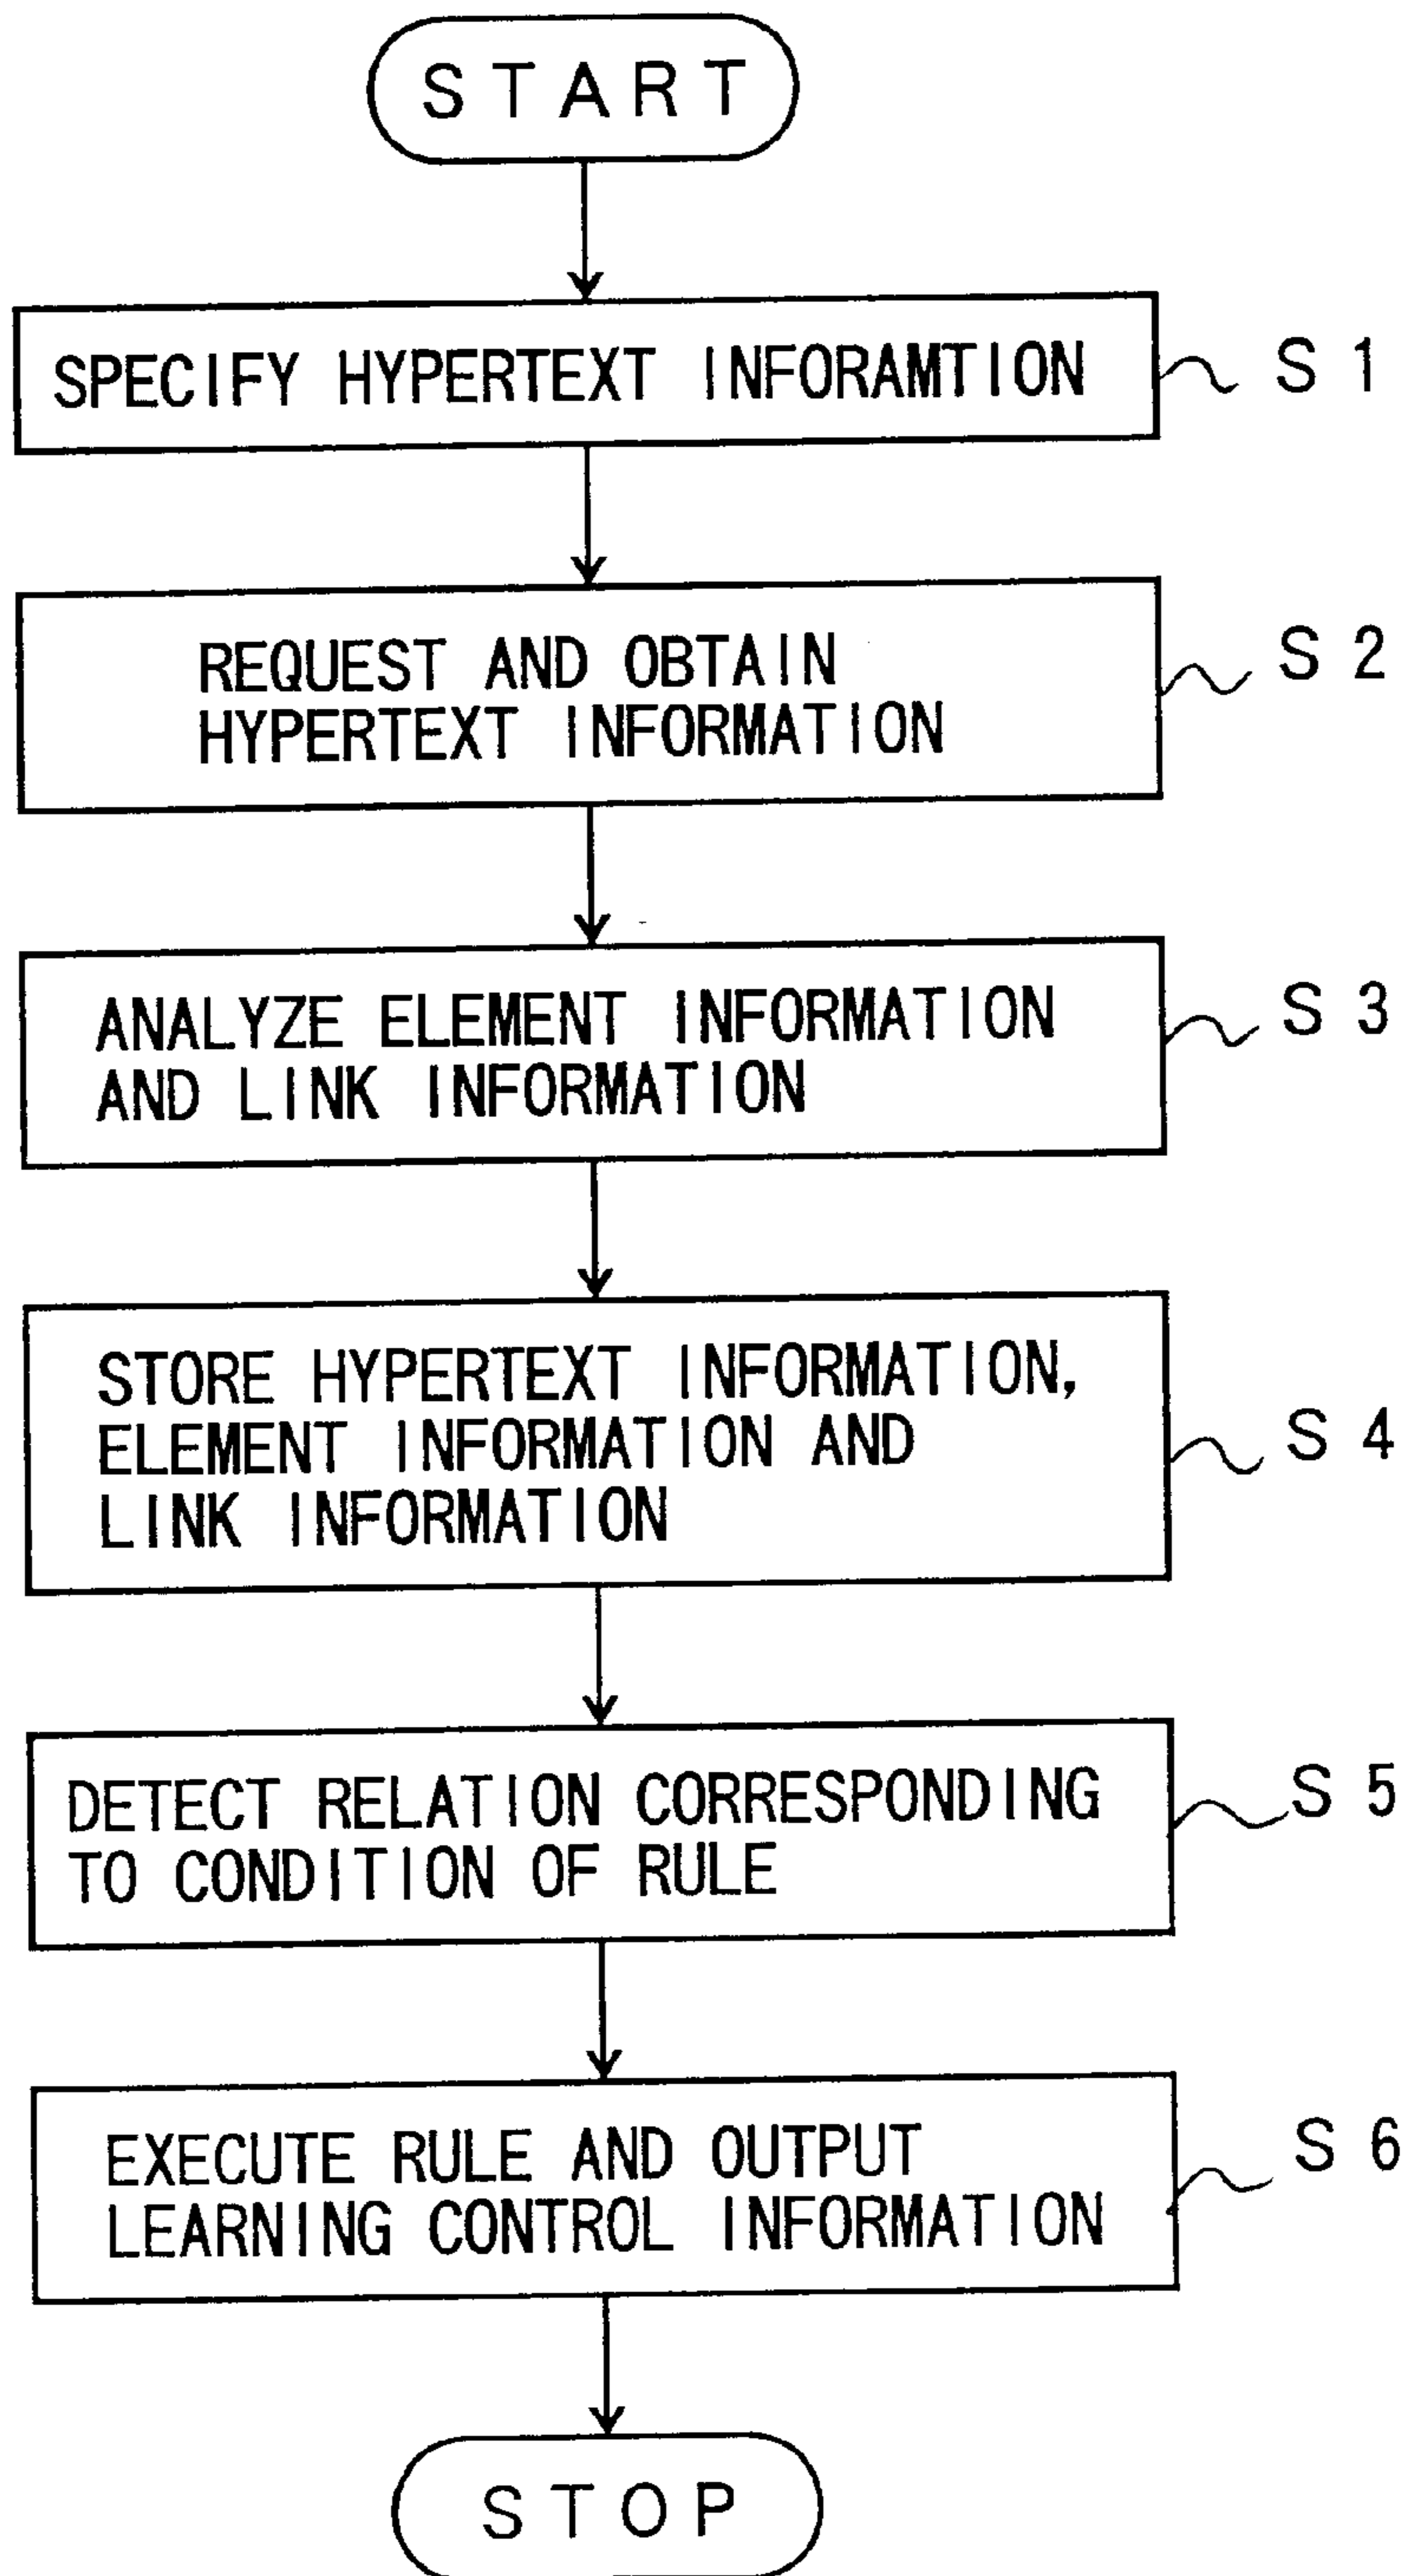 START
SPECIFY HYPERTEXT INFORAMTION
S 1
REQUEST AND OBTAIN
HYPERTEXT INFORMATION
S 2
ANALYZE ELEMENT INFORMATION
AND LINK INFORMATION
S 3
STORE HYPERTEXT INFORMATION,
ELEMENT INFORMATION AND
LINK INFORMATION
S 4
DETECT RELATION CORRESPONDING
TO CONDITION OF RULE
S 5
EXECUTE RULE AND OUTPUT
LEARNING CONTROL INFORMATION
S 6
STOP